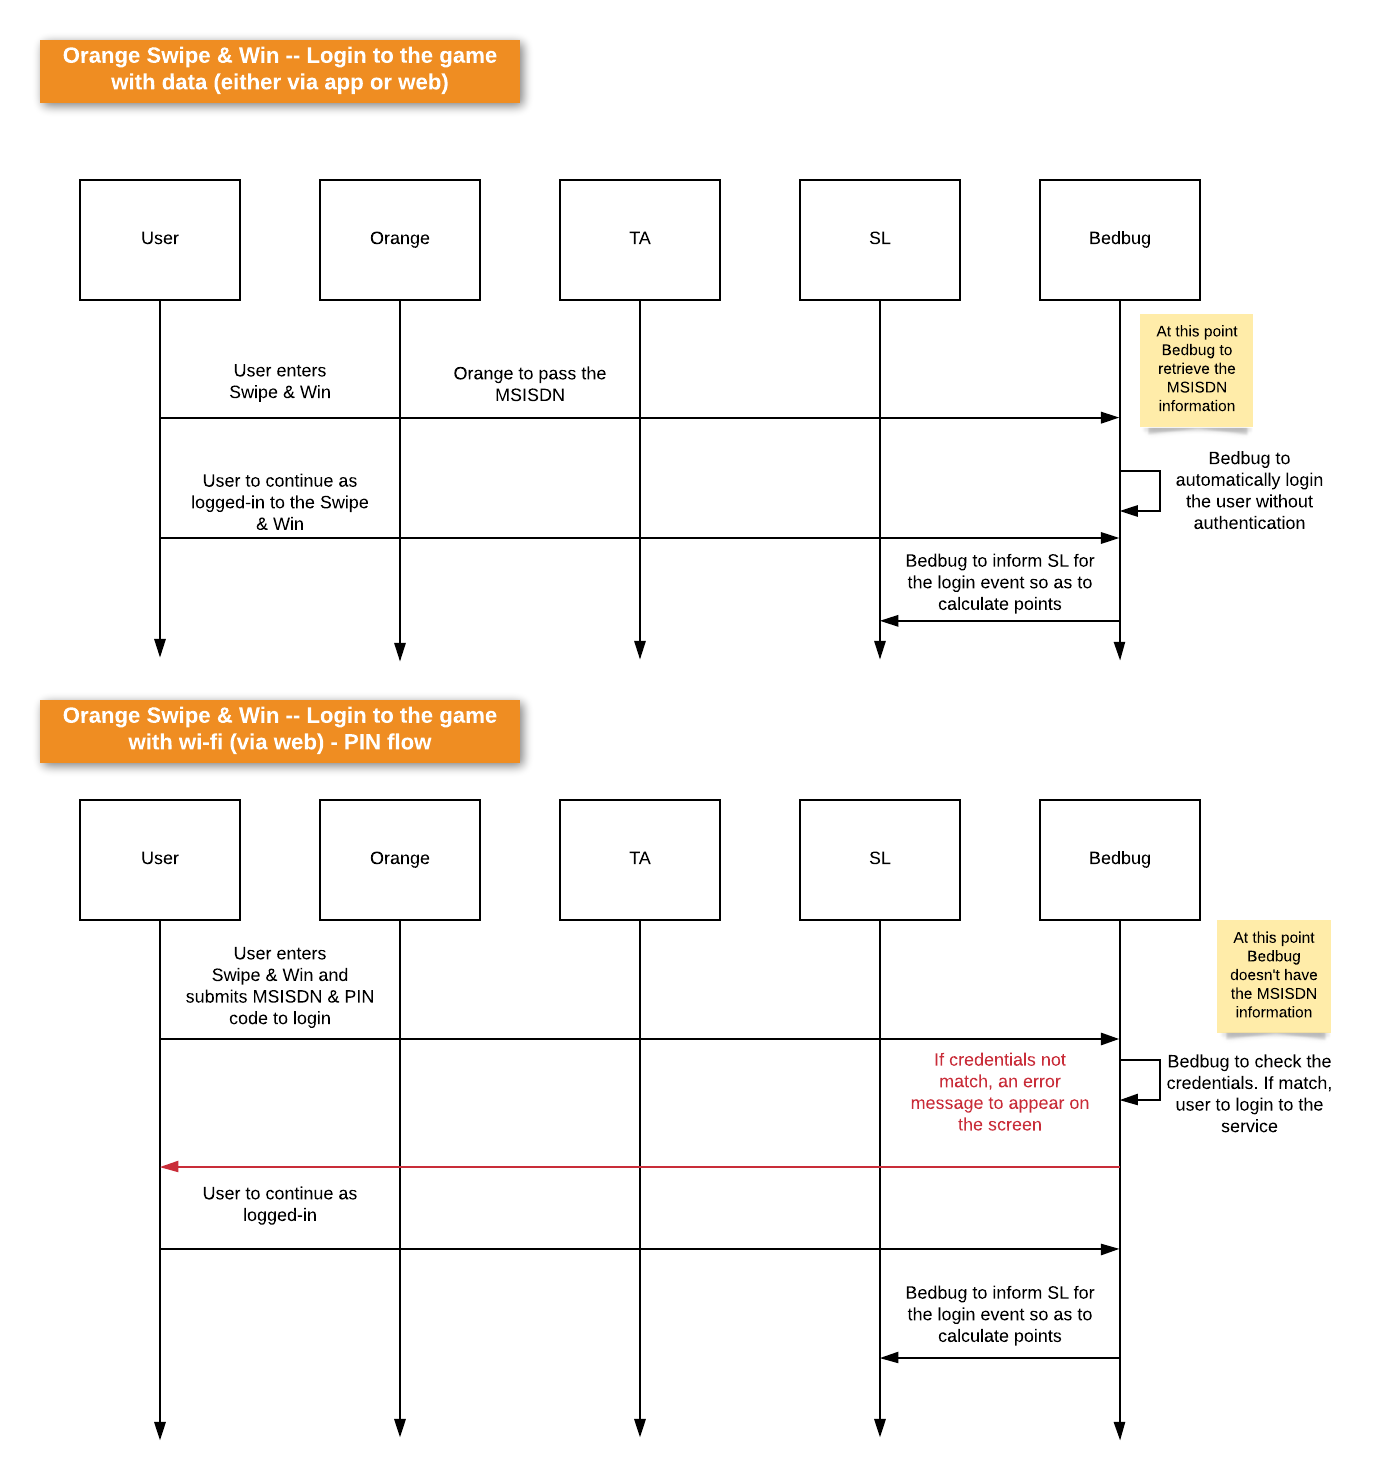 Orange Swipe & Win -- Login to the game
with data (either via app or web)
User
Orange
TA
SL
Bedbug
At this point
Bedbug to
retrieve the
MSISDN
information
User enters
Swipe & Win
Orange to pass the
MSISDN
Bedbug to
automatically login
the user without
authentication
User to continue as
logged-in to the Swipe
& Win
Bedbug to inform SL for
the login event so as to
calculate points
Orange Swipe & Win -- Login to the game
with wi-fi (via web) - PIN flow
User
Orange
TA
SL
Bedbug
At this point
Bedbug
doesn't have
the MSISDN
information
User enters
Swipe & Win and
submits MSISDN & PIN
code to login
If credentials not
match, an error
message to appear on
the screen
Bedbug to check the
credentials. If match,
user to login to the
service
User to continue as
logged-in
Bedbug to inform SL for
the login event so as to
calculate points